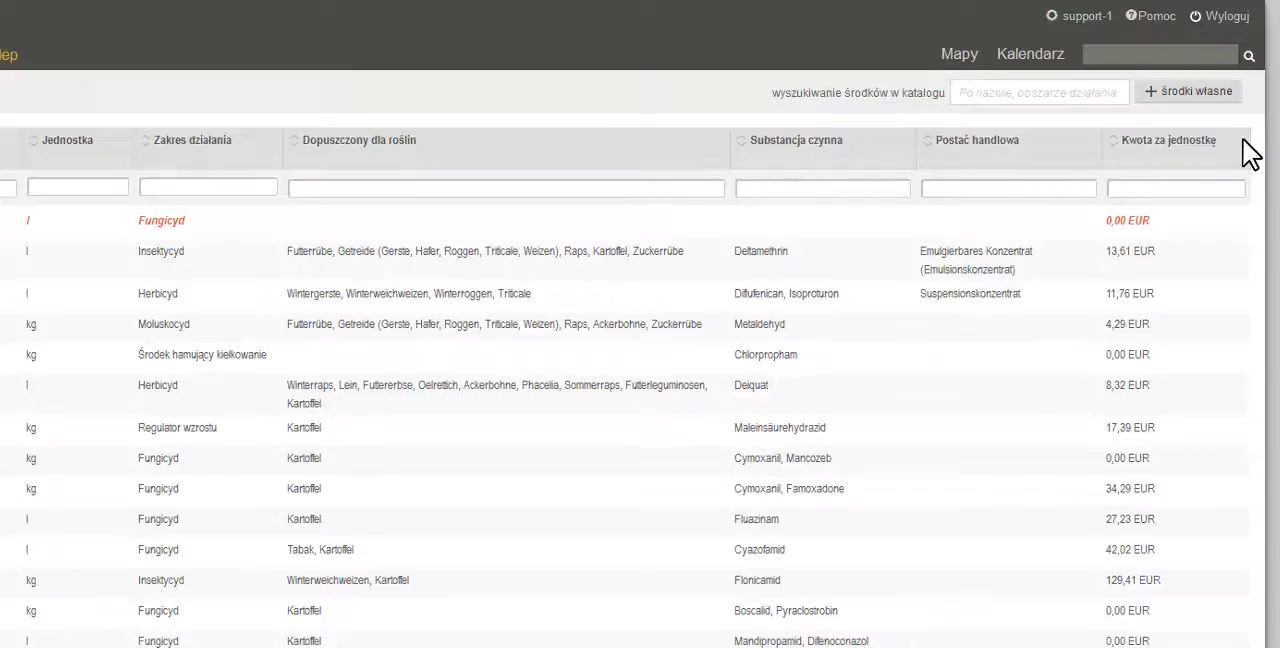 support-1 Pomoc Wyloguj
lep Mapy Kalendarz
wyszukiwanie środków w katalogu Po nazwie, obszarze działania + środki własne
Jednostka Zakres działania Dopuszczony dla roślin Substancja czynna Postać handlowa Kwota za jednostkę
l Fungicyd 0,00 EUR
l Insektycyd Futterrübe, Getreide (Gerste, Hafer, Roggen, Triticale, Weizen), Raps, Kartoffel, Zuckerrübe Deltamethrin Emulgierbares Konzentrat 13,61 EUR
(Emulsionskonzentrat)
l Herbicyd Wintergerste, Winterweichweizen, Winterroggen, Triticale Diflufenican, Isoproturon Suspensionskonzentrat 11,76 EUR
kg Moluskocyd Futterrübe, Getreide (Gerste, Hafer, Roggen, Triticale, Weizen), Raps, Ackerbohne, Zuckerrübe Metaldehyd 4,29 EUR
kg Środek hamujący kiełkowanie Chlorpropham 0,00 EUR
l Herbicyd Winterraps, Lein, Futtererbse, Oelrettich, Ackerbohne, Phacelia, Sommerraps, Futterleguminosen, Deiquat 8,32 EUR
Kartoffel
kg Regulator wzrostu Kartoffel Maleinsäurehydrazid 17,39 EUR
kg Fungicyd Kartoffel Cymoxanil, Mancozeb 0,00 EUR
kg Fungicyd Kartoffel Cymoxanil, Famoxadone 34,29 EUR
l Fungicyd Kartoffel Fluazinam 27,23 EUR
l Fungicyd Tabak, Kartoffel Cyazofamid 42,02 EUR
kg Insektycyd Winterweichweizen, Kartoffel Flonicamid 129,41 EUR
kg Fungicyd Kartoffel Boscalid, Pyraclostrobin 0,00 EUR
l Fungicyd Kartoffel Mandipropamid, Difenoconazol 0,00 EUR